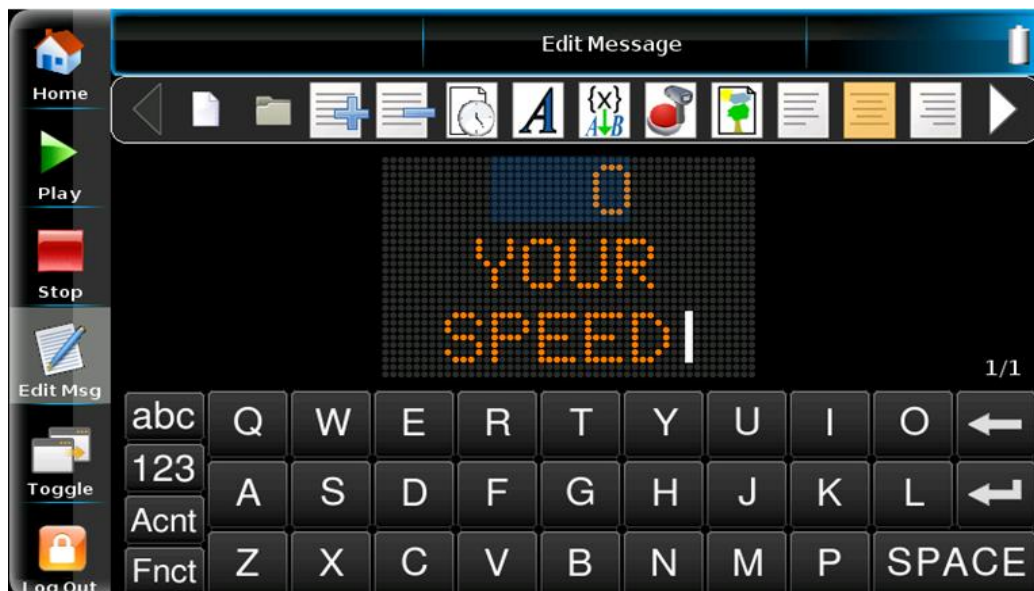 Edit Message
Home
Play
Stop
Edit Msg
Toggle
Log Out
{x}
A B
A
0
YOUR
SPEED
1/1
abc Q W E R T Y U I O
123
A S D F G H J K L
Acnt
Fnct Z X C V B N M P SPACE